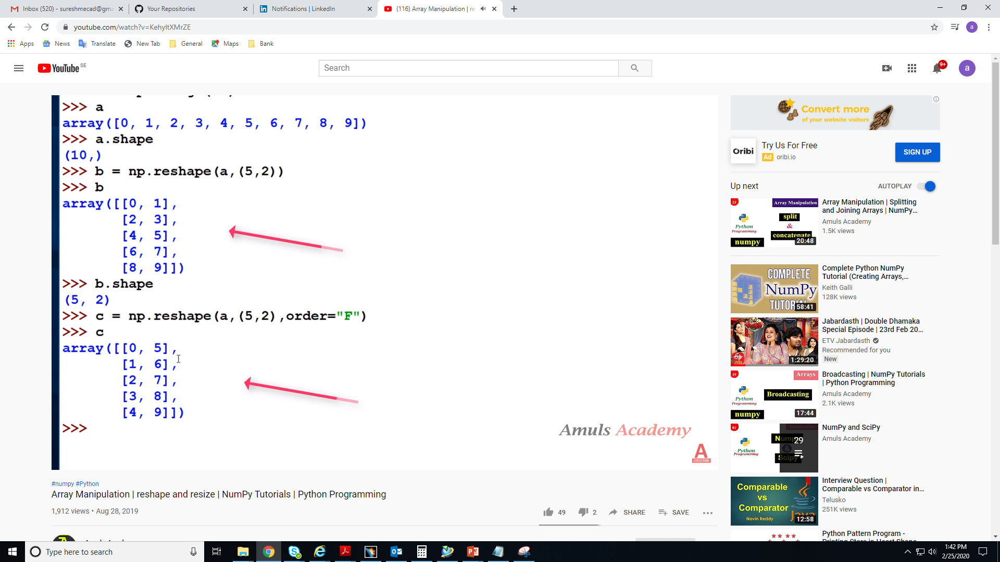 Inbox (520) - sureshmecad@gma
Your Repositories
Notifications | LinkedIn
(116) Array Manipulation | re
youtube.com/watch?v=KehyItXMrZE
a
Apps
News
Translate
New Tab
General
Maps
Bank
YouTube SE
Search
9+
a
>>> a
array([0, 1, 2, 3, 4, 5, 6, 7, 8, 9])
>>> a.shape
(10,)
>>> b = np.reshape(a,(5,2))
>>> b
array([[0, 1],
[2, 3],
[4, 5],
[6, 7],
[8, 9]])
>>> b.shape
(5, 2)
>>> c = np.reshape(a,(5,2),order="F")
>>> c
array([[0, 5],
[1, 6],
[2, 7],
[3, 8],
[4, 9]])
>>>
Amuls Academy
A
SUBSCRIBE
#numpy #Python
Array Manipulation | reshape and resize | NumPy Tutorials | Python Programming
1,912 views • Aug 28, 2019
49
2
SHARE
SAVE
Convert more
of your website visitors
Oribi
Try Us For Free
Ad oribi.io
SIGN UP
Up next
AUTOPLAY
23
Array Manipulation
split
&
concatenate
Python
Programming
numpy
20:48
Array Manipulation | Splitting
and Joining Arrays | NumPy...
Amuls Academy
1.5K views
COMPLETE
NumPy
TUTORIAL
58:41
Complete Python NumPy
Tutorial (Creating Arrays,...
Keith Galli
128K views
WIN
1:29:20
Jabardasth | Double Dhamaka
Special Episode | 23rd Feb 20...
ETV Jabardasth
Recommended for you
New
19
Arrays
Broadcasting
Python
Programming
numpy
17:44
Broadcasting | NumPy Tutorials
| Python Programming
Amuls Academy
2.1K views
01
Introduction
Python
Programming
&
Scipy
29
NumPy and SciPy
Amuls Academy
Comparable
vs
Comparator
Navin Reddy
Java
12:58
Interview Question |
Comparable vs Comparator in...
Telusko
251K views
Python Pattern Program -
Type here to search
1:42 PM
2/25/2020